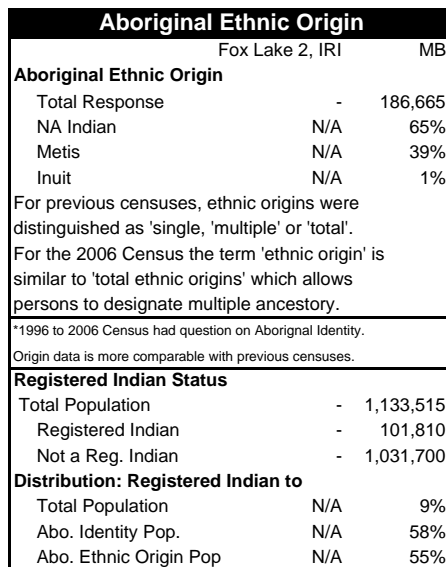 Aboriginal Ethnic Origin
Fox Lake 2, IRI MB
Aboriginal Ethnic Origin
Total Response - 186,665
NA Indian N/A 65%
Metis N/A 39%
Inuit N/A 1%
For previous censuses, ethnic origins were
distinguished as 'single, 'multiple' or 'total'.
For the 2006 Census the term 'ethnic origin' is
similar to 'total ethnic origins' which allows
persons to designate multiple ancestory.
*1996 to 2006 Census had question on Aborignal Identity.
Origin data is more comparable with previous censuses.
Registered Indian Status
Total Population - 1,133,515
Registered Indian - 101,810
Not a Reg. Indian - 1,031,700
Distribution: Registered Indian to
Total Population N/A 9%
Abo. Identity Pop. N/A 58%
Abo. Ethnic Origin Pop N/A 55%